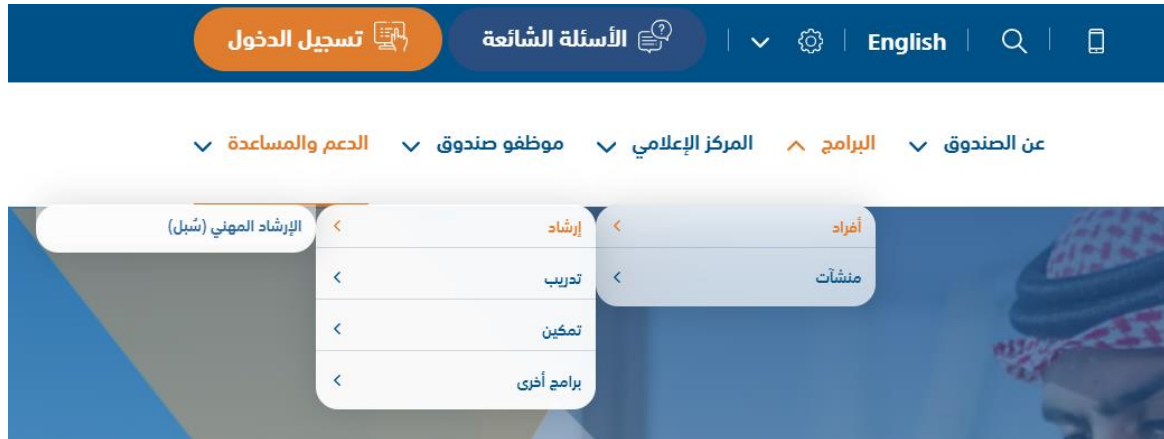 English
الأسئلة الشائعة
تسجيل الدخول
عن الصندوق
البرامج
المركز الإعلامي
موظفو صندوق
الدعم والمساعدة
أفراد
منشآت
إرشاد
تدريب
تمكين
برامج أخرى
الإرشاد المهني (سُبل)